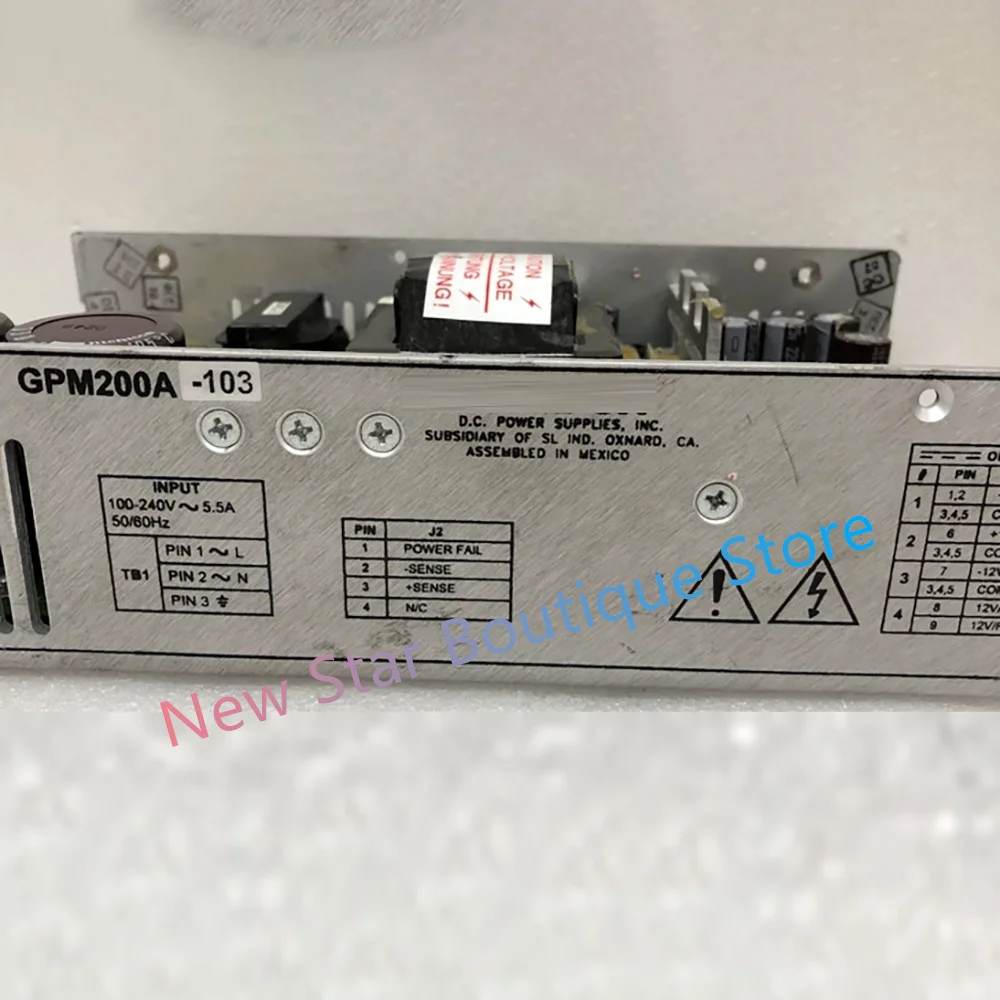 VOLTAGE
GPM200A -103
D.C. POWER SUPPLIES, INC.
SUBSIDIARY OF SL IND. OXNARD, CA.
ASSEMBLED IN MEXICO
INPUT
100-240V ~ 5.5A
50/60Hz
TB1
PIN 1 ~ L
PIN 2 ~ N
PIN 3 ⏚
PIN J2
1 POWER FAIL
2 -SENSE
3 +SENSE
4 N/C
# PIN
1 1,2
3,4,5
2 6
3,4,5
3 7 -12V
3,4,5
4 8
9
New Star Boutique Store